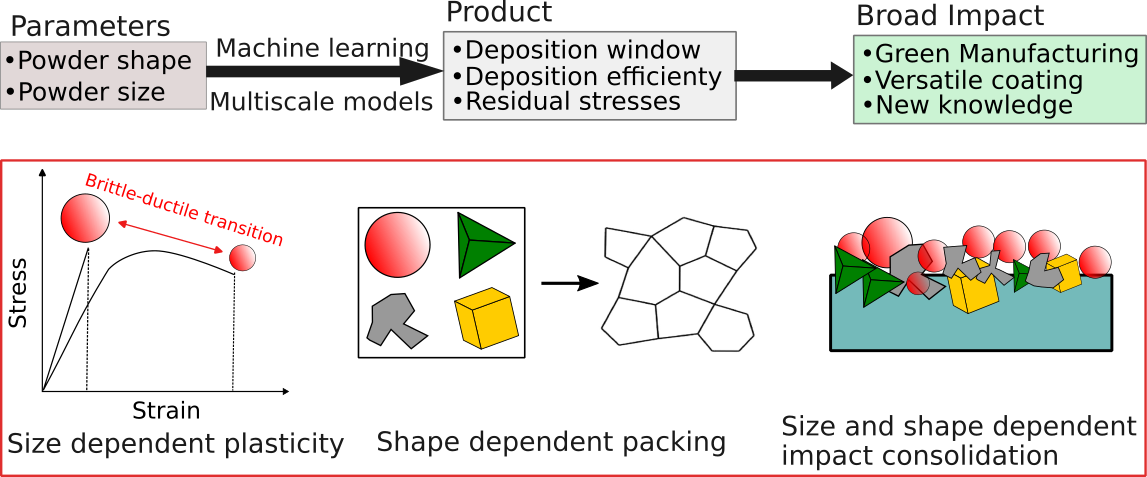 Parameters
•Powder shape
•Powder size
Machine learning
Multiscale models
Product
•Deposition window
•Deposition efficienty
•Residual stresses
Broad Impact
•Green Manufacturing
•Versatile coating
•New knowledge
Brittle-ductile transition
Stress
Strain
Size dependent plasticity
Shape dependent packing
Size and shape dependent
impact consolidation